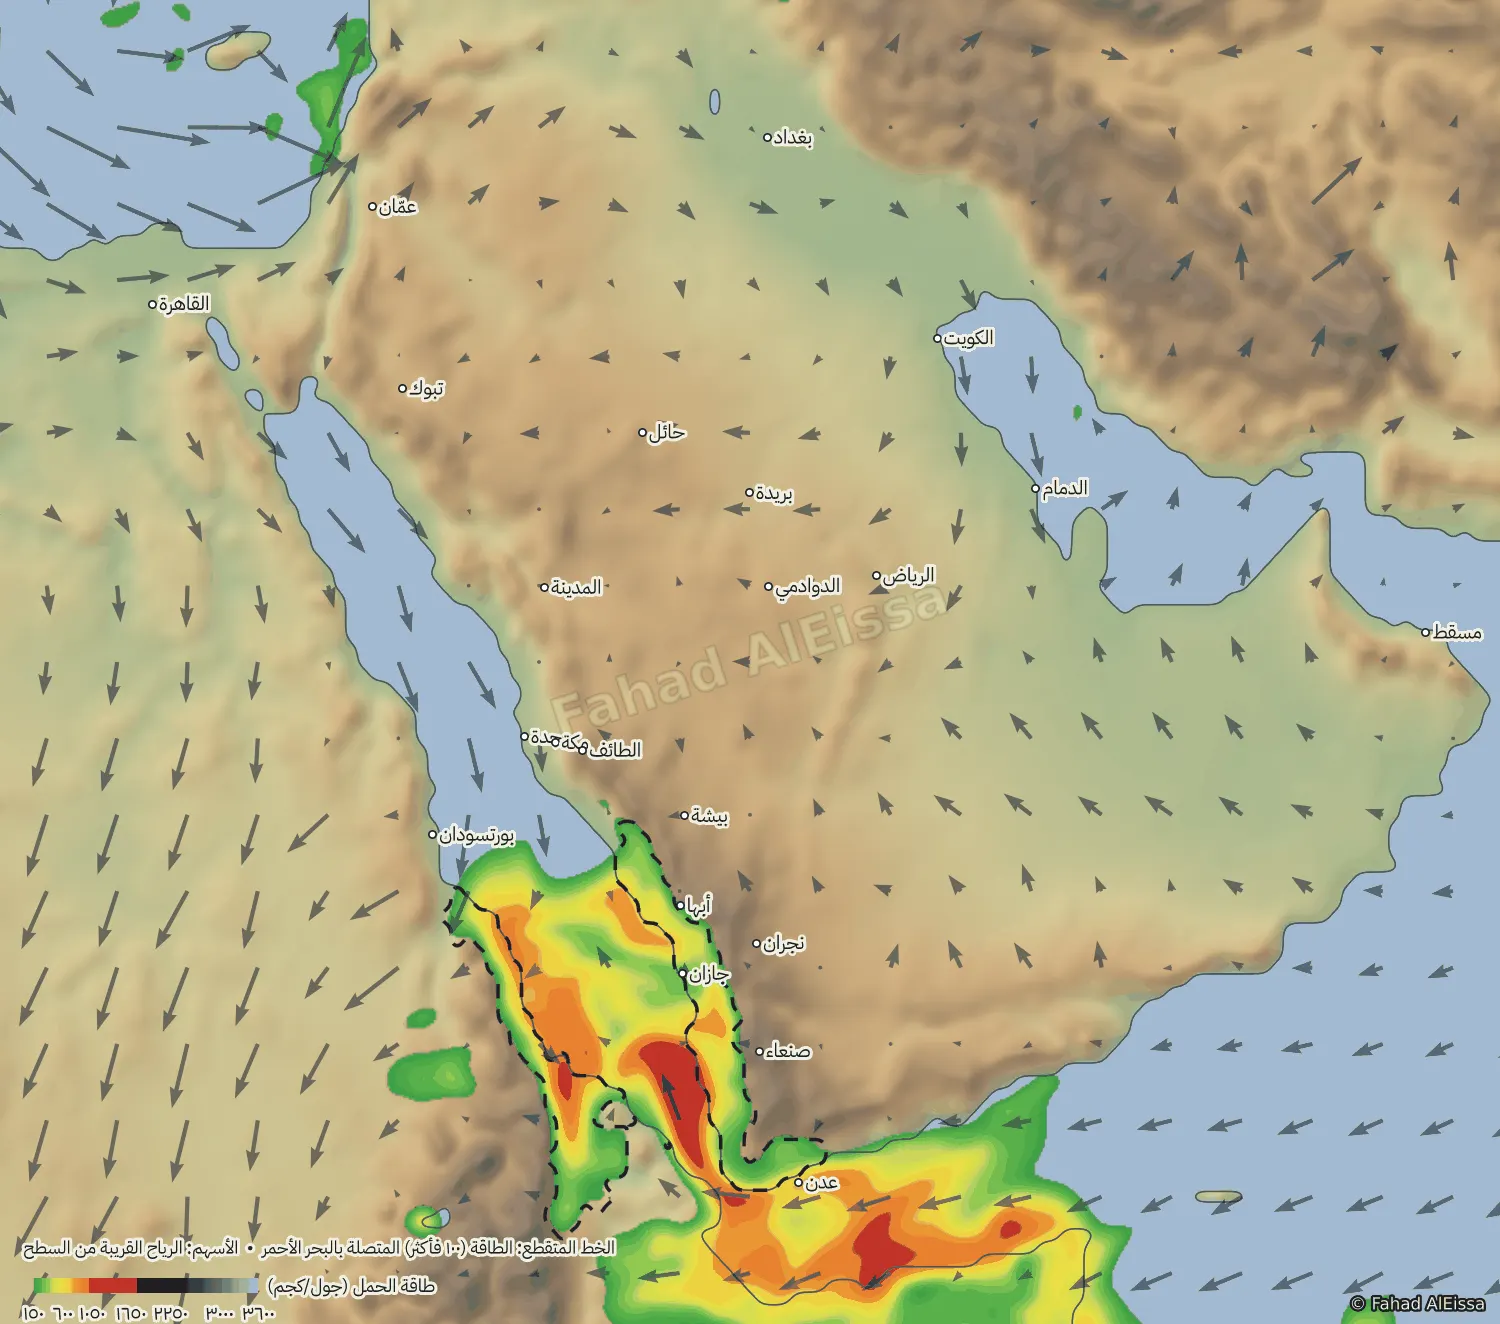 بغداد
عمّان
القاهرة
الكويت
تبوك
حائل
بريدة
الدمام
الرياض
الدوادمي
المدينة
مسقط
Fahad AlEissa
جدة
مكة
الطائف
بيشة
بورتسودان
أبها
نجران
جازان
صنعاء
عدن
الخط المتقطع: الطاقة (١٠٠ فأكثر) المتصلة بالبحر الأحمر • الأسهم: الرياح القريبة من السطح
طاقة الحمل (جول/كجم)
١٥٠ ٦٠٠ ١٠٥٠ ١٦٥٠ ٢٢٥٠ ٣٠٠٠ ٣٦٠٠
© Fahad AlEissa